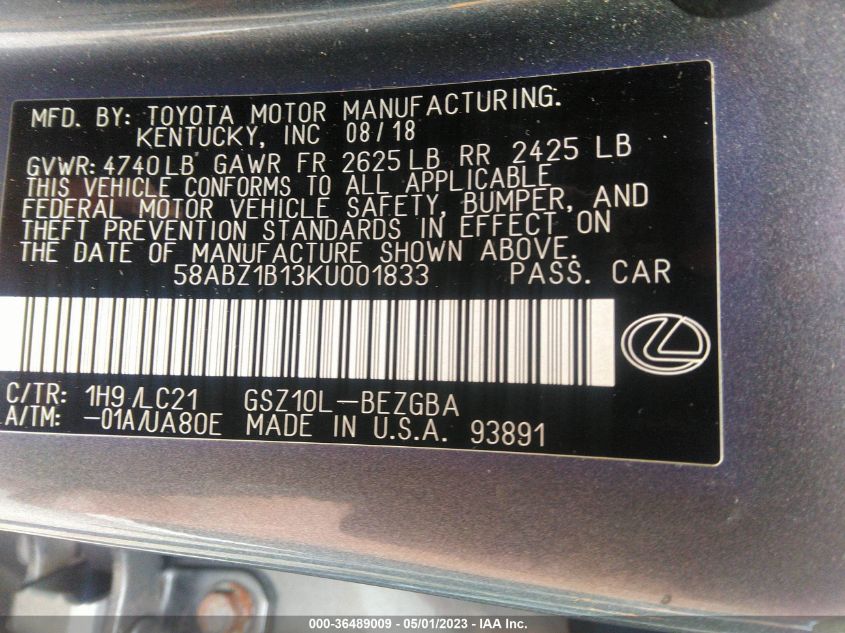 MFD. BY: TOYOTA MOTOR MANUFACTURING.
KENTUCKY, INC 08/18
GVWR: 4740LB GAWR FR 2625LB RR 2425 LB
THIS VEHICLE CONFORMS TO ALL APPLICABLE
FEDERAL MOTOR VEHICLE SAFETY, BUMPER, AND
THEFT PREVENTION STANDARDS IN EFFECT ON
THE DATE OF MANUFACTURE SHOWN ABOVE.
58ABZ1B13KU001833 PASS. CAR
C/TR: 1H9/LC21 GSZ10L-BEZGBA
A/TM: -01A/UA80E MADE IN U.S.A. 93891
000-36489009 - 05/01/2023 - IAA Inc.